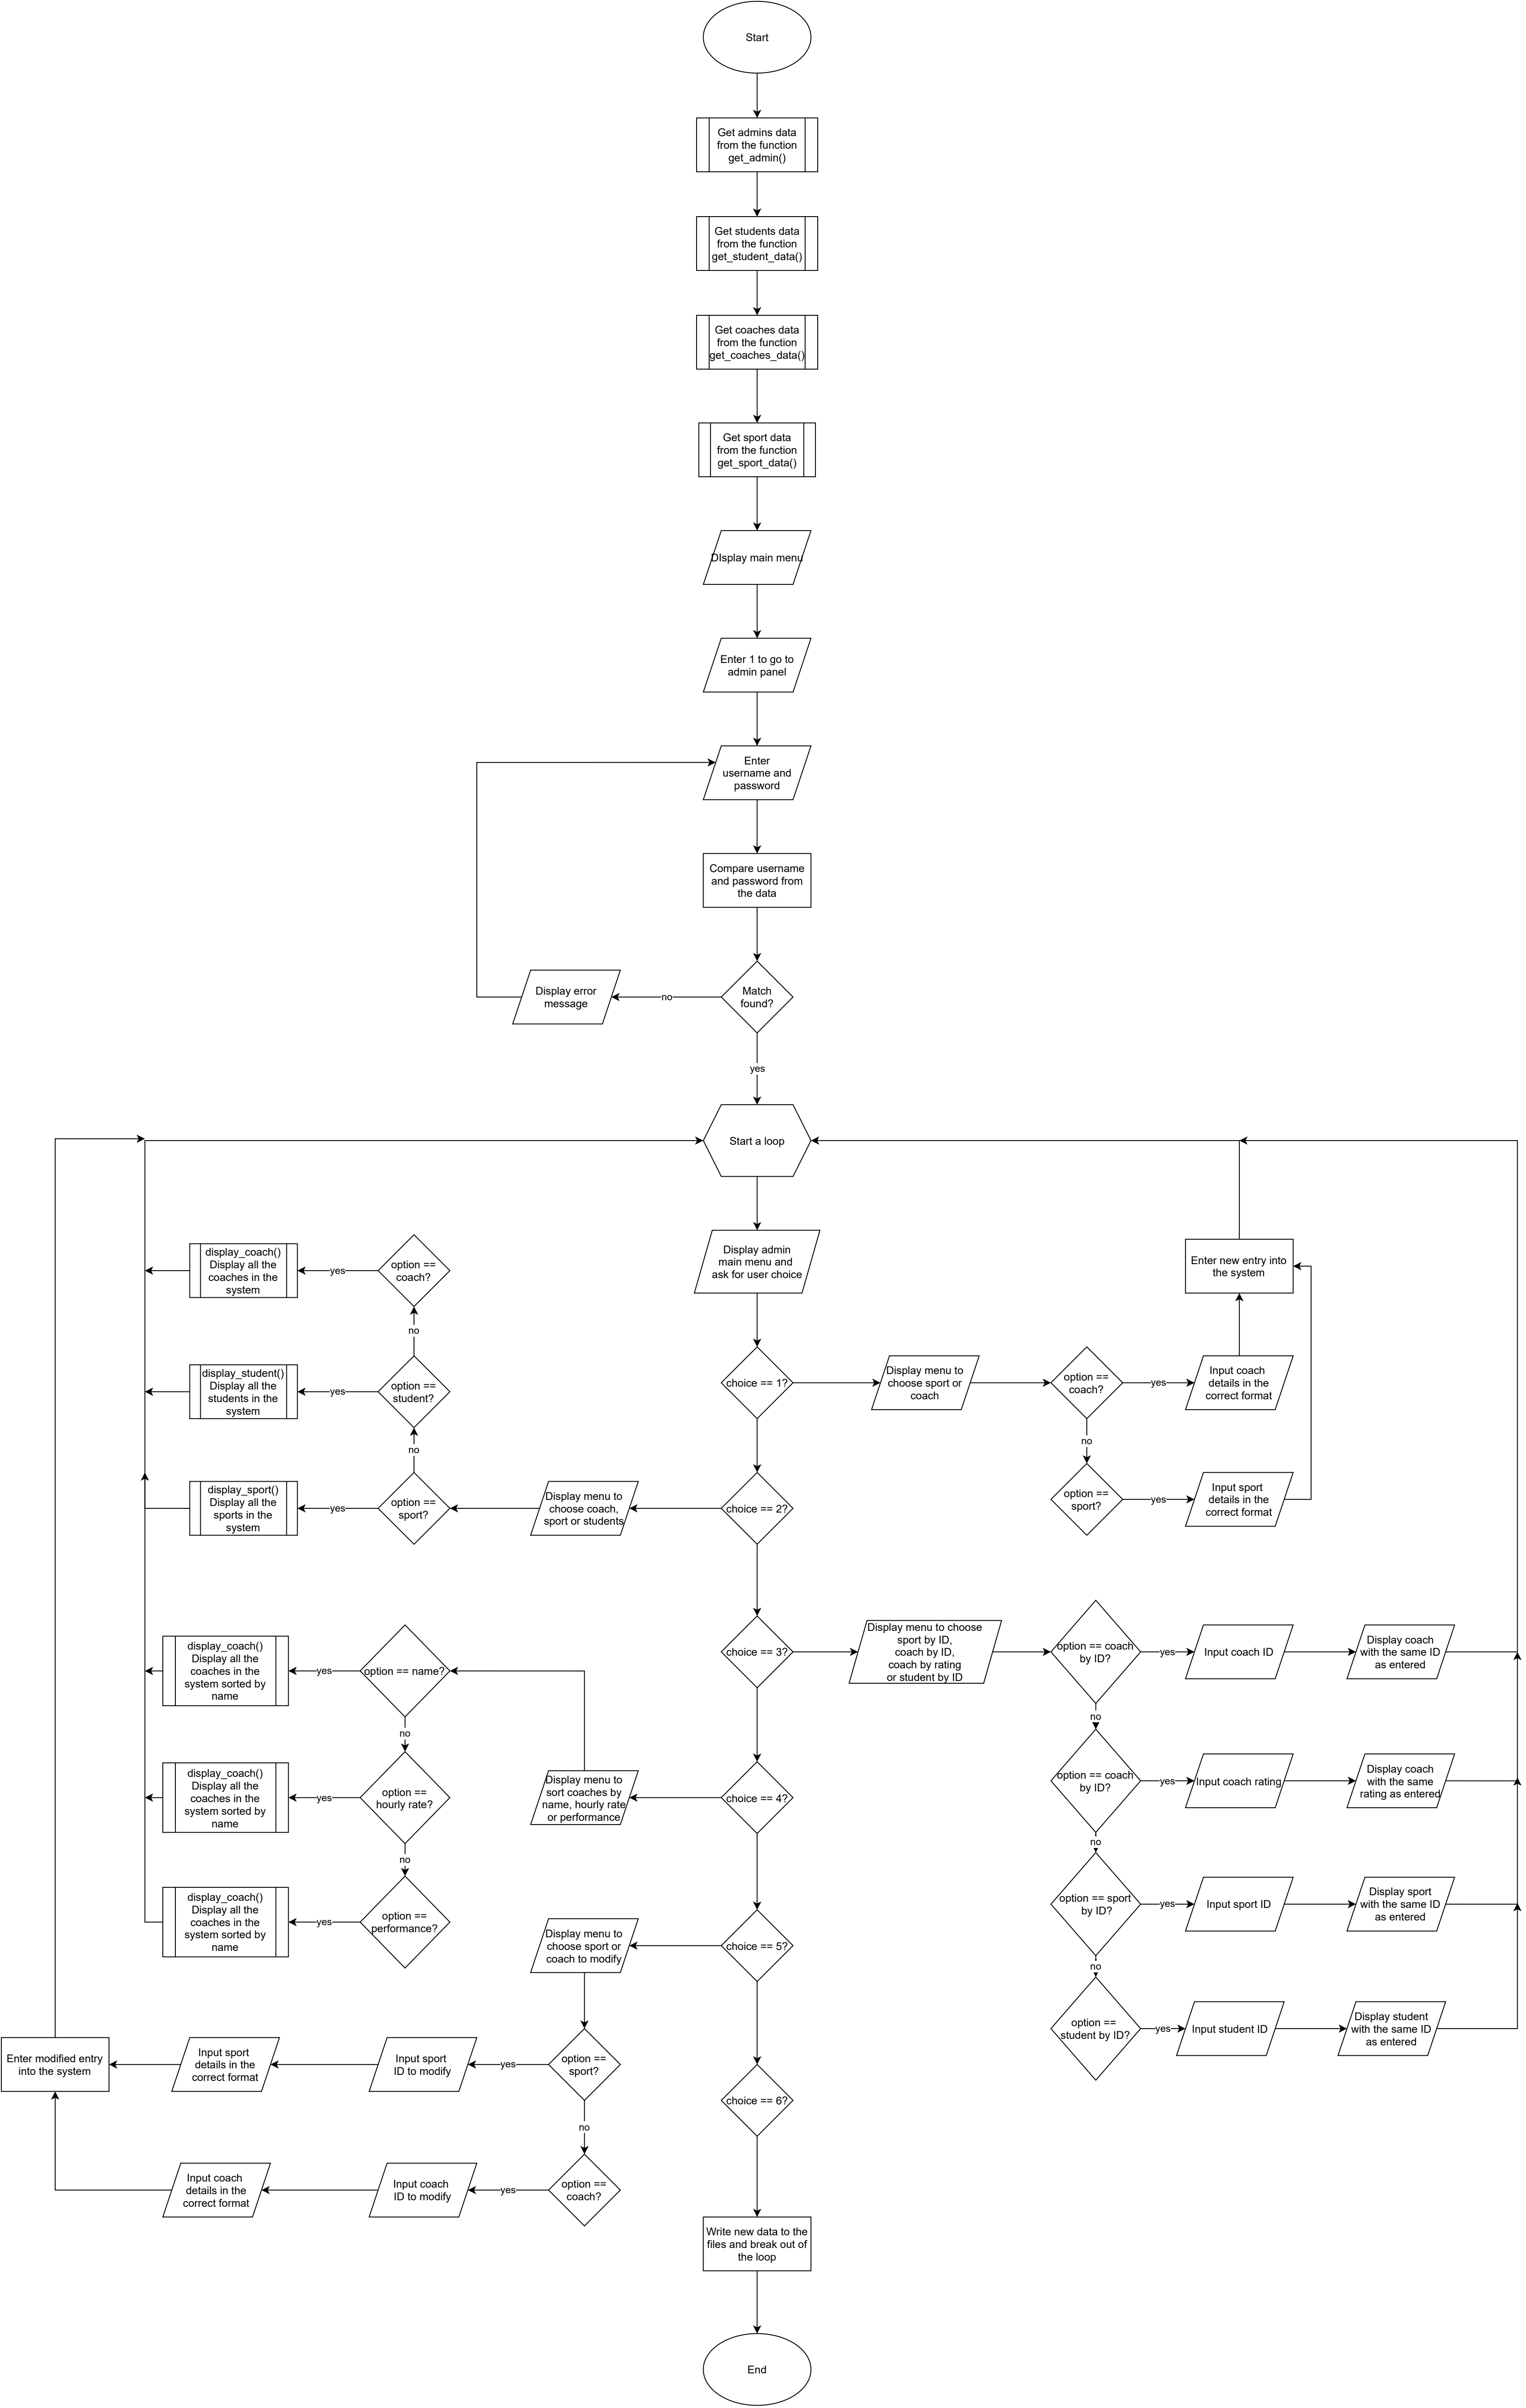 Start
Get admins data
from the function
get_admin()
Get students data
from the function
get_student_data()
Get coaches data
from the function
get_coaches_data()
Get sport data
from the function
get_sport_data()
DIsplay main menu
Enter 1 to go to
admin panel
Enter
username and
password
Compare username
and password from
the data
Match
found?
no
Display error
message
yes
Start a loop
Display admin
main menu and
ask for user choice
choice == 1?
Display menu to
choose sport or
coach
option ==
coach?
yes
Input coach
details in the
correct format
Enter new entry into
the system
no
option ==
sport?
yes
Input sport
details in the
correct format
choice == 2?
Display menu to
choose coach,
sport or students
option ==
sport?
yes
display_sport()
Display all the
sports in the
system
no
option ==
student?
yes
display_student()
Display all the
students in the
system
no
option ==
coach?
yes
display_coach()
Display all the
coaches in the
system
choice == 3?
Display menu to choose
sport by ID,
coach by ID,
coach by rating
or student by ID
option == coach
by ID?
yes
Input coach ID
Display coach
with the same ID
as entered
no
option == coach
by ID?
yes
Input coach rating
Display coach
with the same
rating as entered
no
option == sport
by ID?
yes
Input sport ID
Display sport
with the same ID
as entered
no
option ==
student by ID?
yes
Input student ID
Display student
with the same ID
as entered
choice == 4?
Display menu to
sort coaches by
name, hourly rate
or performance
option == name?
yes
display_coach()
Display all the
coaches in the
system sorted by
name
no
option ==
hourly rate?
yes
display_coach()
Display all the
coaches in the
system sorted by
name
no
option ==
performance?
yes
display_coach()
Display all the
coaches in the
system sorted by
name
choice == 5?
Display menu to
choose sport or
coach to modify
option ==
sport?
yes
Input sport
ID to modify
Input sport
details in the
correct format
Enter modified entry
into the system
no
option ==
coach?
yes
Input coach
ID to modify
Input coach
details in the
correct format
choice == 6?
Write new data to the
files and break out of
the loop
End